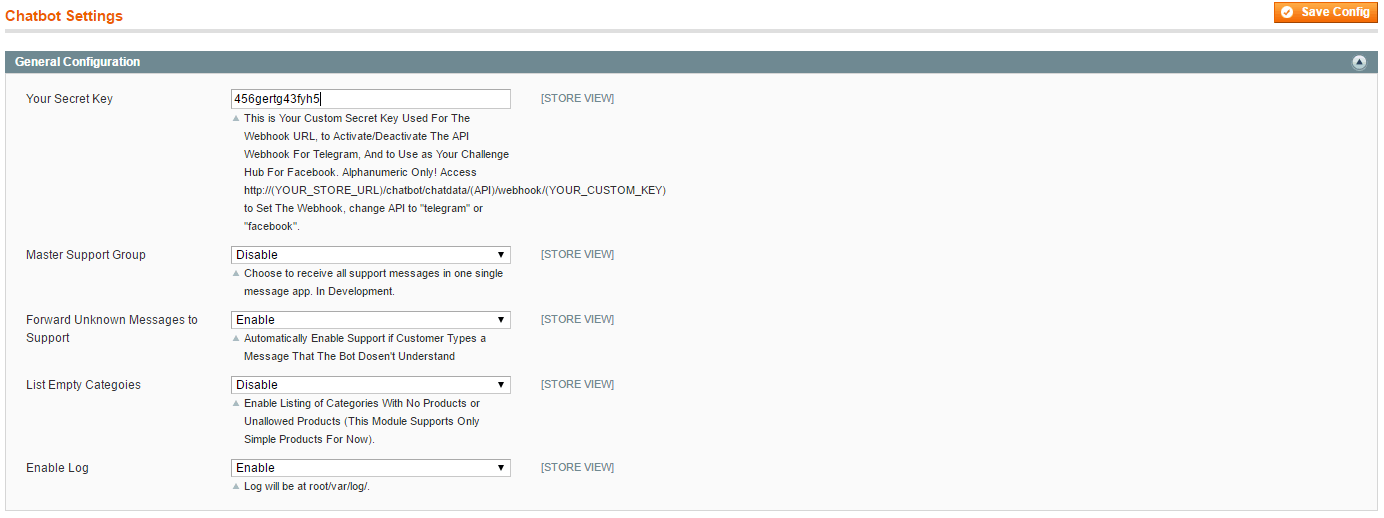 Chatbot Settings
Save Config
General Configuration
Your Secret Key
456gertg43fyh5
[STORE VIEW]
This is Your Custom Secret Key Used For The
Webhook URL, to Activate/Deactivate The API
Webhook For Telegram, And to Use as Your Challenge
Hub For Facebook. Alphanumeric Only! Access
http://(YOUR_STORE_URL)/chatbot/chatdata/(API)/webhook/(YOUR_CUSTOM_KEY)
to Set The Webhook, change API to "telegram" or
"facebook".
Master Support Group
Disable
[STORE VIEW]
Choose to receive all support messages in one single
message app. In Development.
Forward Unknown Messages to
Support
Enable
[STORE VIEW]
Automatically Enable Support if Customer Types a
Message That The Bot Dosen't Understand
List Empty Categoies
Disable
[STORE VIEW]
Enable Listing of Categories With No Products or
Unallowed Products (This Module Supports Only
Simple Products For Now).
Enable Log
Enable
[STORE VIEW]
Log will be at root/var/log/.